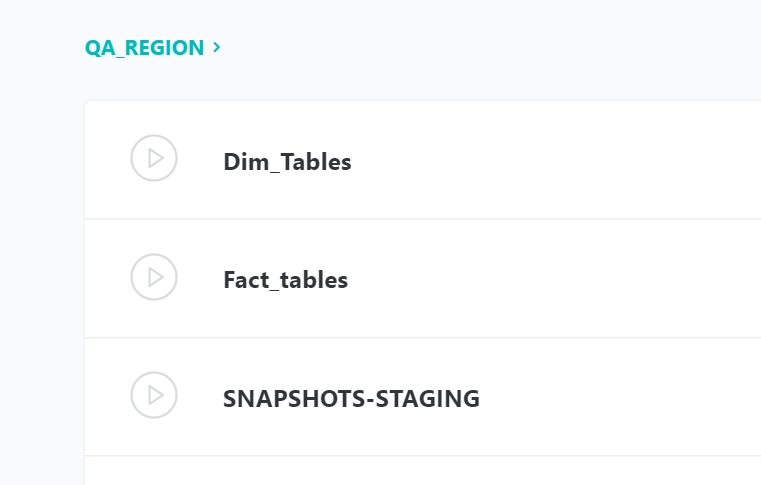 QA_REGION >
Dim_Tables
Fact_tables
SNAPSHOTS-STAGING